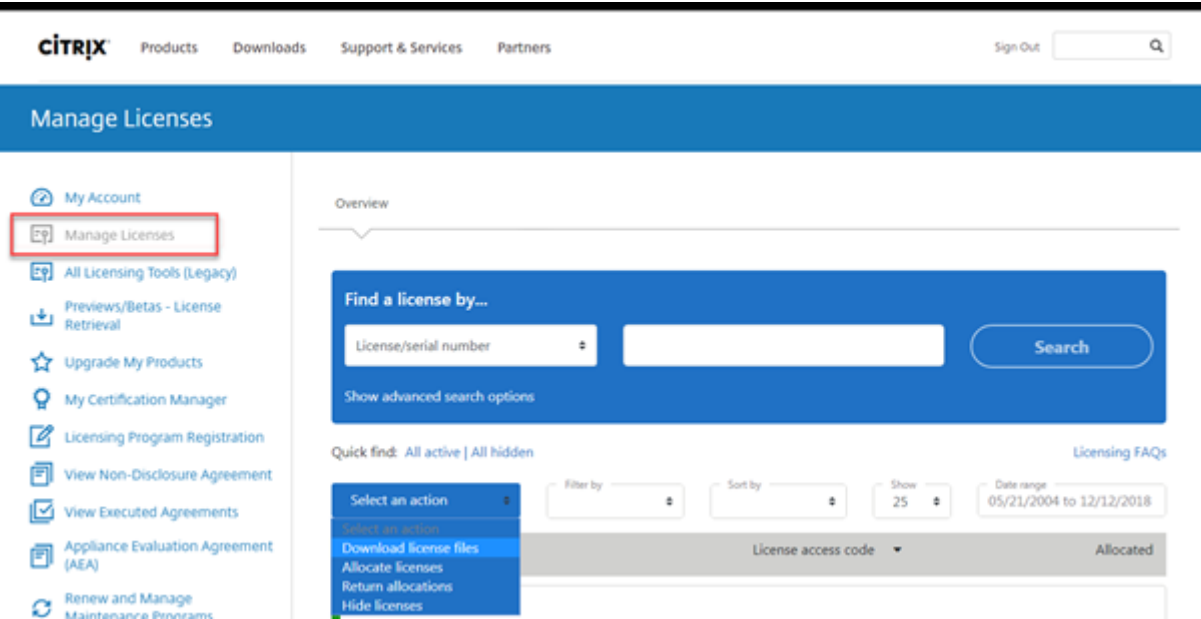 CİTRIX Products Downloads Support & Services Partners Sign Out
Manage Licenses
My Account
Manage Licenses
All Licensing Tools (Legacy)
Previews/Betas - License
Retrieval
Upgrade My Products
My Certification Manager
Licensing Program Registration
View Non-Disclosure Agreement
View Executed Agreements
Appliance Evaluation Agreement
(AEA)
Renew and Manage
Maintenance Programs
Overview
Find a license by...
License/serial number Search
Show advanced search options
Quick find: All active | All hidden Licensing FAQs
Filter by Sort by Show Date range
Select an action 25 05/21/2004 to 12/12/2018
Select an action
Download license files
Allocate licenses
Return allocations
Hide licenses
License access code Allocated